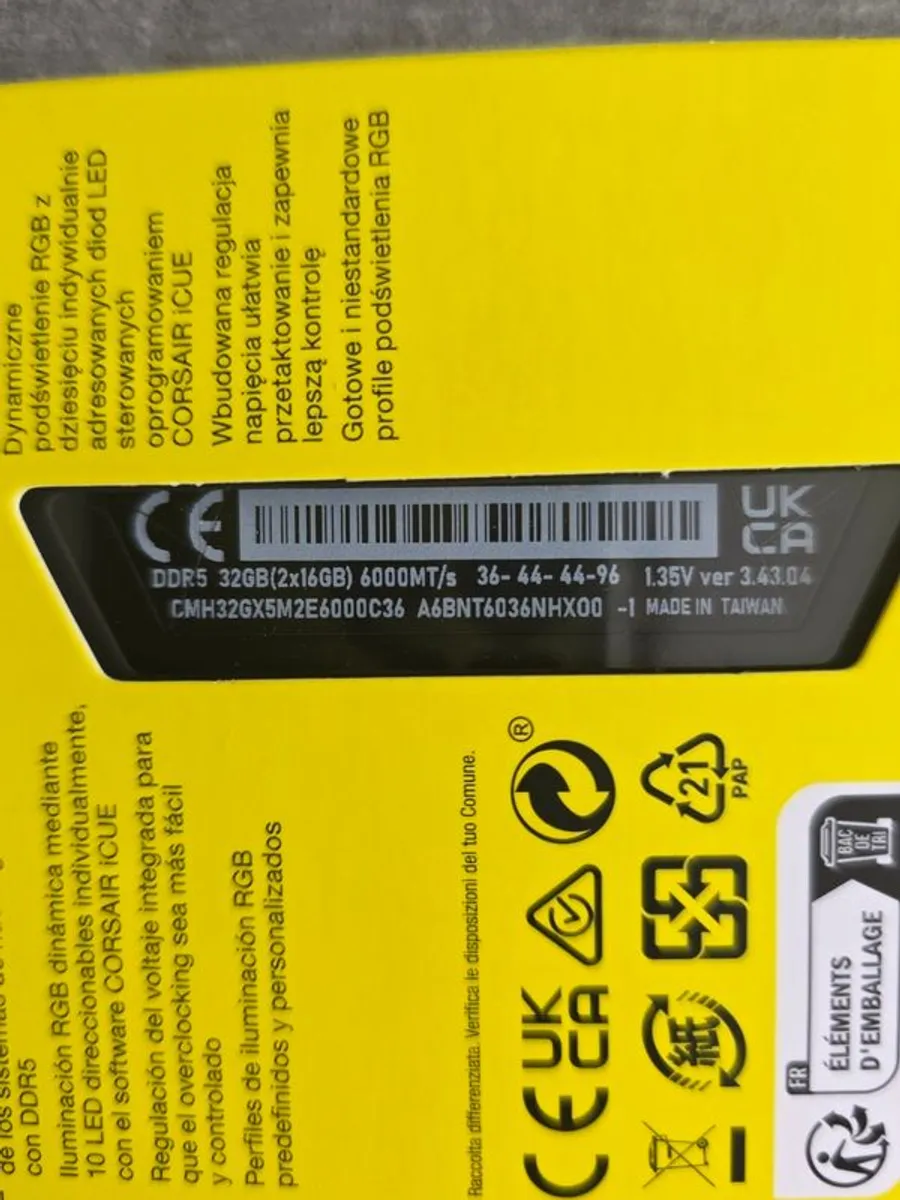 Dynamiczne
podświetlenie RGB z
dziesięciu indywidualnie
adresowanych diod LED
sterowanych
oprogramowaniem
CORSAIR iCUE
Wbudowana regulacja
napięcia ułatwia
przetaktowanie i zapewnia
lepszą kontrolę
Gotowe i niestandardowe
profile podświetlenia RGB
CE UK CA
DDR5 32GB(2x16GB) 6000MT/s 36-44-44-96 1.35V ver 3.43.04
CMH32GX5M2E6000C36 A6BNT6036NHX00 -1 MADE IN TAIWAN
de los
con DDR5
Iluminación RGB dinámica mediante
10 LED direccionables individualmente,
con el software CORSAIR iCUE
Regulación del voltaje integrada para
que el overclocking sea más fácil
y controlado
Perfiles de iluminación RGB
predefinidos y personalizados
Raccolta differenziata. Verifica le disposizioni del tuo Comune.
CE UK CA ®
紙 21 PAP
FR
ÉLÉMENTS
D'EMBALLAGE
BAC
DE
TRI